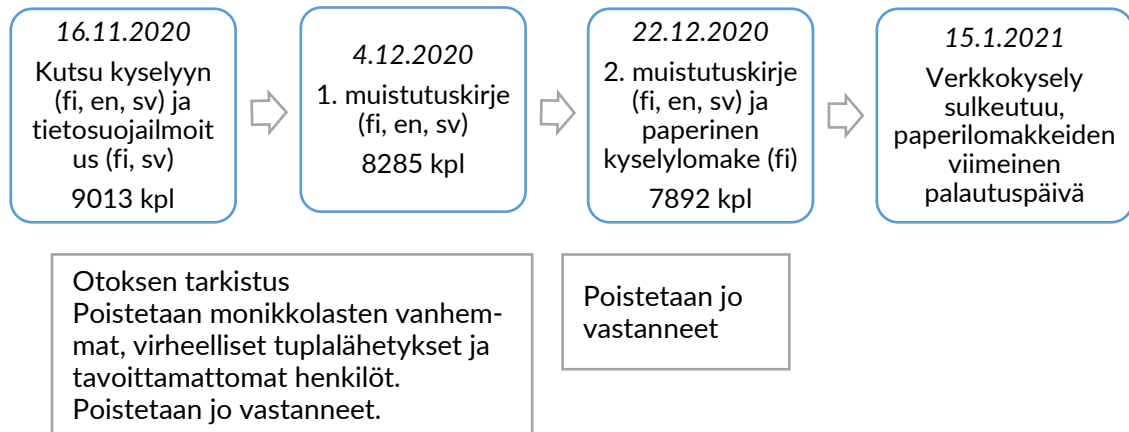 16.11.2020
Kutsu kyselyyn
(fi, en, sv) ja
tietosuojailmoit
us (fi, sv)
9013 kpl
4.12.2020
1. muistutuskirje
(fi, en, sv)
8285 kpl
22.12.2020
2. muistutuskirje
(fi, en, sv) ja
paperinen
kyselylomake (fi)
7892 kpl
15.1.2021
Verkkokysely
sulkeutuu,
paperilomakkeiden
viimeinen
palautuspäivä
Otoksen tarkistus
Poistetaan monikkolasten vanhem-
mat, virheelliset tuplalähetykset ja
tavoittamattomat henkilöt.
Poistetaan jo vastanneet.
Poistetaan jo
vastanneet